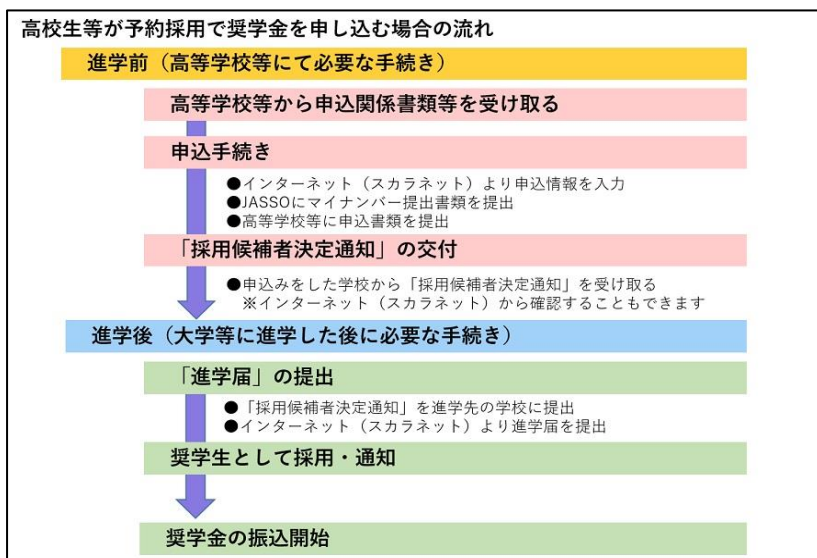 高校生等が予約採用で奨学金を申し込む場合の流れ
進学前（高等学校等にて必要な手続き）
高等学校等から申込関係書類等を受け取る
申込手続き
●インターネット（スカラネット）より申込情報を入力
●JASSOにマイナンバー提出書類を提出
●高等学校等に申込書類を提出
「採用候補者決定通知」の交付
●申込みをした学校から「採用候補者決定通知」を受け取る
※インターネット（スカラネット）から確認することもできます
進学後（大学等に進学した後に必要な手続き）
「進学届」の提出
●「採用候補者決定通知」を進学先の学校に提出
●インターネット（スカラネット）より進学届を提出
奨学生として採用・通知
奨学金の振込開始